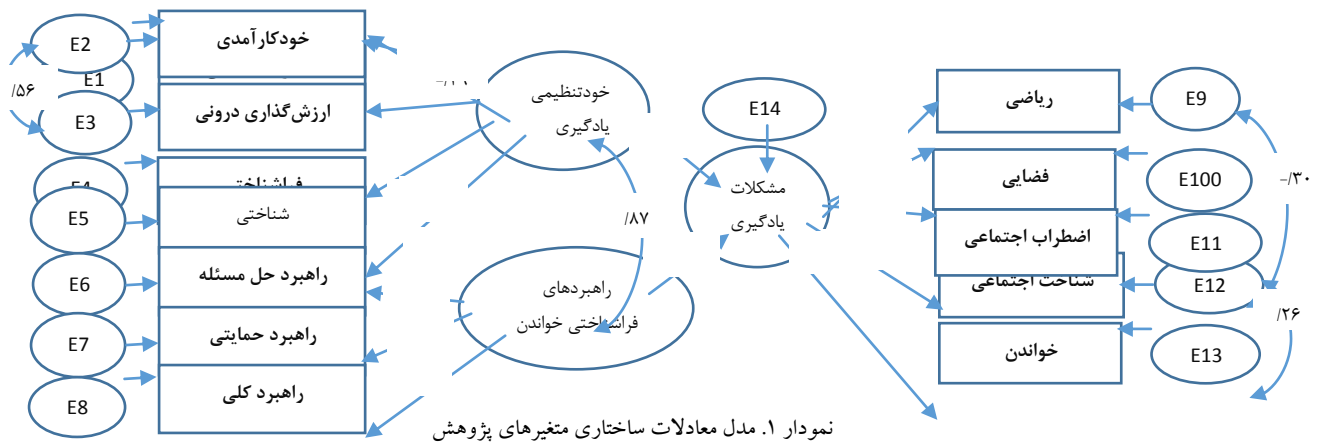 E2
E1
E3
E5
E6
E7
E8
/۵۶
خودکارآمدی
ارزش‌گذاری درونی
فراشناختی
شناختی
راهبرد حل مسئله
راهبرد حمایتی
راهبرد کلی
خودتنظیمی
یادگیری
/۸۷
راهبردهای
فراشناختی خواندن
E14
مشکلات
یادگیری
ریاضی
فضایی
اضطراب اجتماعی
شناخت اجتماعی
خواندن
E9
E100
E11
E12
E13
-/۳۰
/۲۶
نمودار ۱. مدل معادلات ساختاری متغیرهای پژوهش